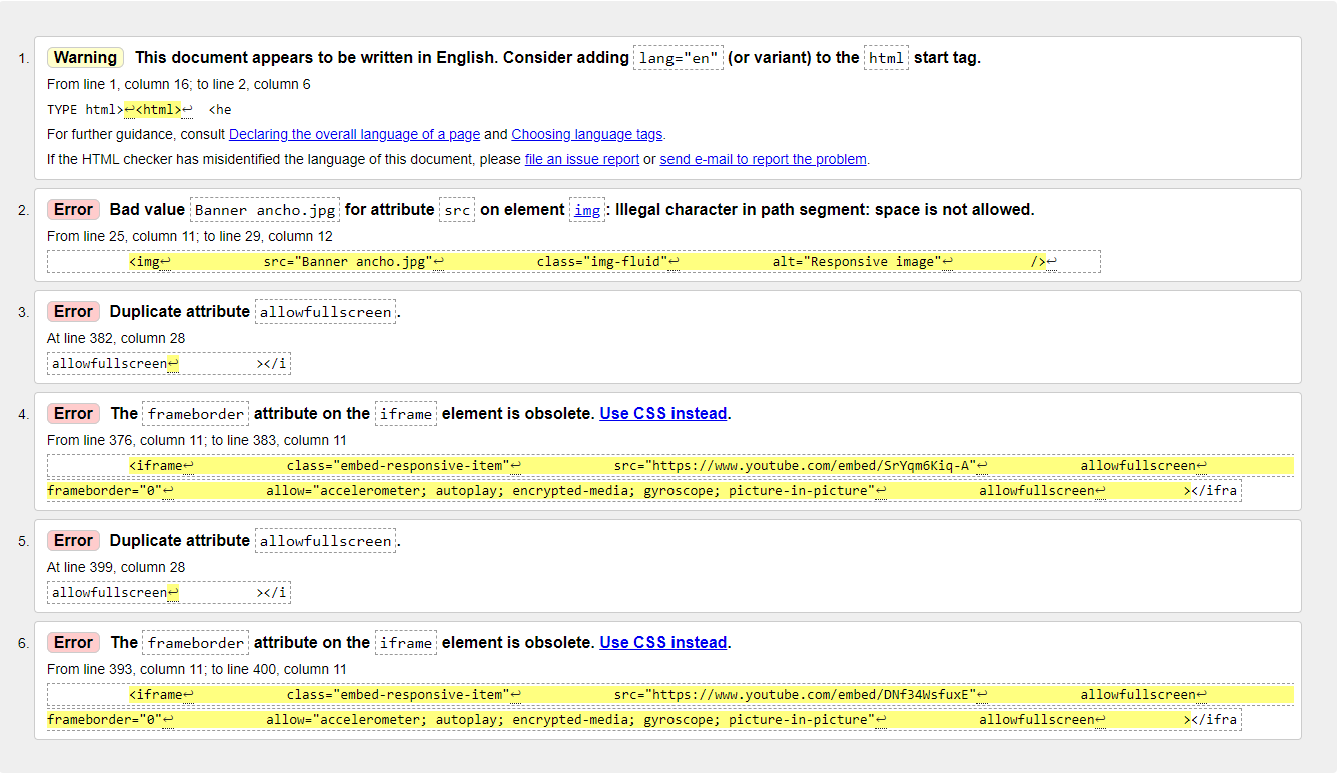 1. Warning This document appears to be written in English. Consider adding lang="en" (or variant) to the html start tag.
From line 1, column 16; to line 2, column 6
TYPE html>↩<html>↩ <he
For further guidance, consult Declaring the overall language of a page and Choosing language tags.
If the HTML checker has misidentified the language of this document, please file an issue report or send e-mail to report the problem.
2. Error Bad value Banner ancho.jpg for attribute src on element img: Illegal character in path segment: space is not allowed.
From line 25, column 11; to line 29, column 12
<img↩ src="Banner ancho.jpg"↩ class="img-fluid"↩ alt="Responsive image"↩ />↩
3. Error Duplicate attribute allowfullscreen.
At line 382, column 28
allowfullscreen↩ ></i
4. Error The frameborder attribute on the iframe element is obsolete. Use CSS instead.
From line 376, column 11; to line 383, column 11
<iframe↩ class="embed-responsive-item"↩ src="https://www.youtube.com/embed/SrYqm6Kiq-A"↩ allowfullscreen↩
frameborder="0"↩ allow="accelerometer; autoplay; encrypted-media; gyroscope; picture-in-picture"↩ allowfullscreen↩ ></ifra
5. Error Duplicate attribute allowfullscreen.
At line 399, column 28
allowfullscreen↩ ></i
6. Error The frameborder attribute on the iframe element is obsolete. Use CSS instead.
From line 393, column 11; to line 400, column 11
<iframe↩ class="embed-responsive-item"↩ src="https://www.youtube.com/embed/DNf34WsfuxE"↩ allowfullscreen↩
frameborder="0"↩ allow="accelerometer; autoplay; encrypted-media; gyroscope; picture-in-picture"↩ allowfullscreen↩ ></ifra